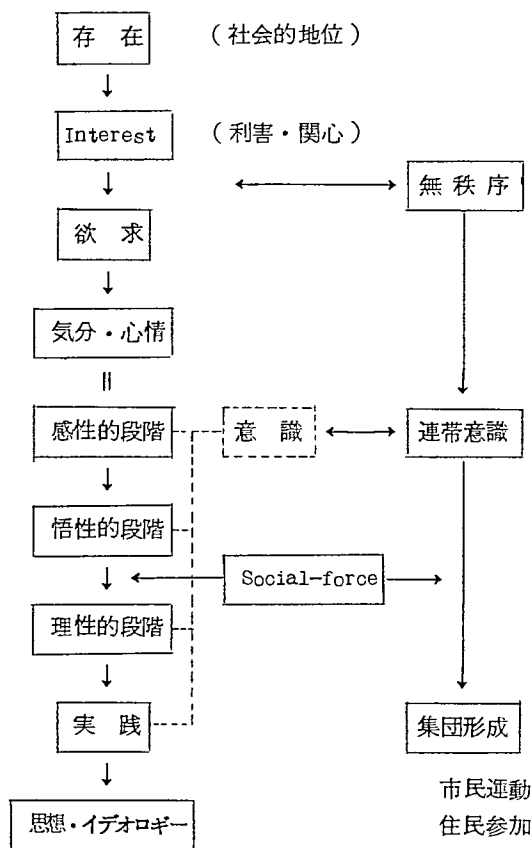 存在 （社会的地位）
Interest （利害・関心）
無秩序
欲求
気分・心情
感性的段階 意識 連帯意識
悟性的段階
Social-force
理性的段階
実践 集団形成
市民運動
思想・イデオロギー 住民参加